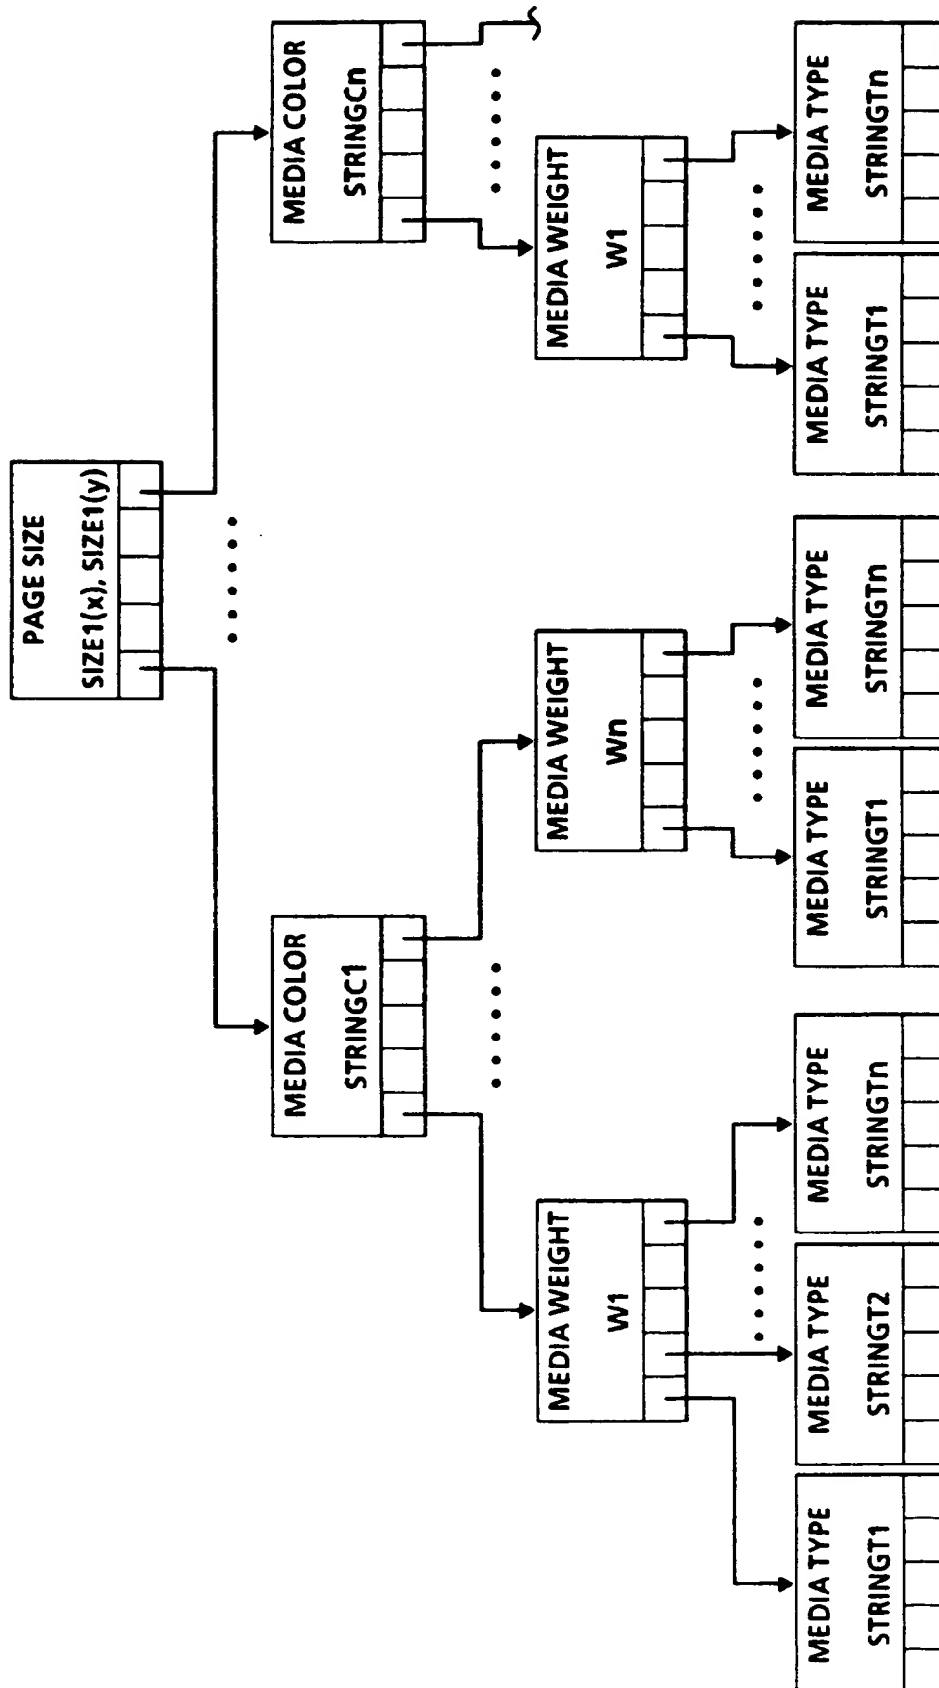 PAGE SIZE
SIZE1(x), SIZE1(y)
MEDIA COLOR
STRINGC1
MEDIA COLOR
STRINGCn
MEDIA WEIGHT
W1
MEDIA WEIGHT
Wn
MEDIA WEIGHT
W1
MEDIA TYPE
STRINGT1
MEDIA TYPE
STRINGT2
MEDIA TYPE
STRINGTn
MEDIA TYPE
STRINGT1
MEDIA TYPE
STRINGTn
MEDIA TYPE
STRINGT1
MEDIA TYPE
STRINGTn